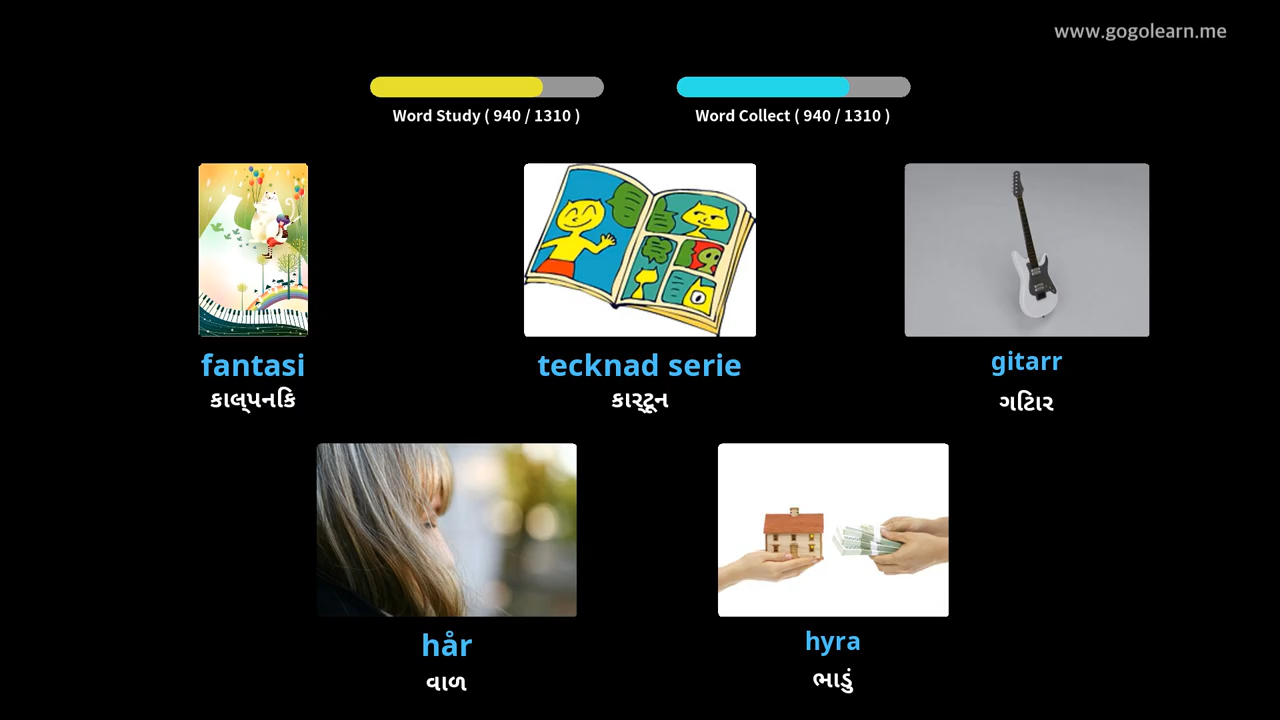 www.gogolearn.me
Word Study ( 940 / 1310 )
Word Collect ( 940 / 1310 )
fantasi
કાલ્પનિક
tecknad serie
કાર્ટૂન
gitarr
ગિટાર
hår
વાળ
hyra
ભાડું